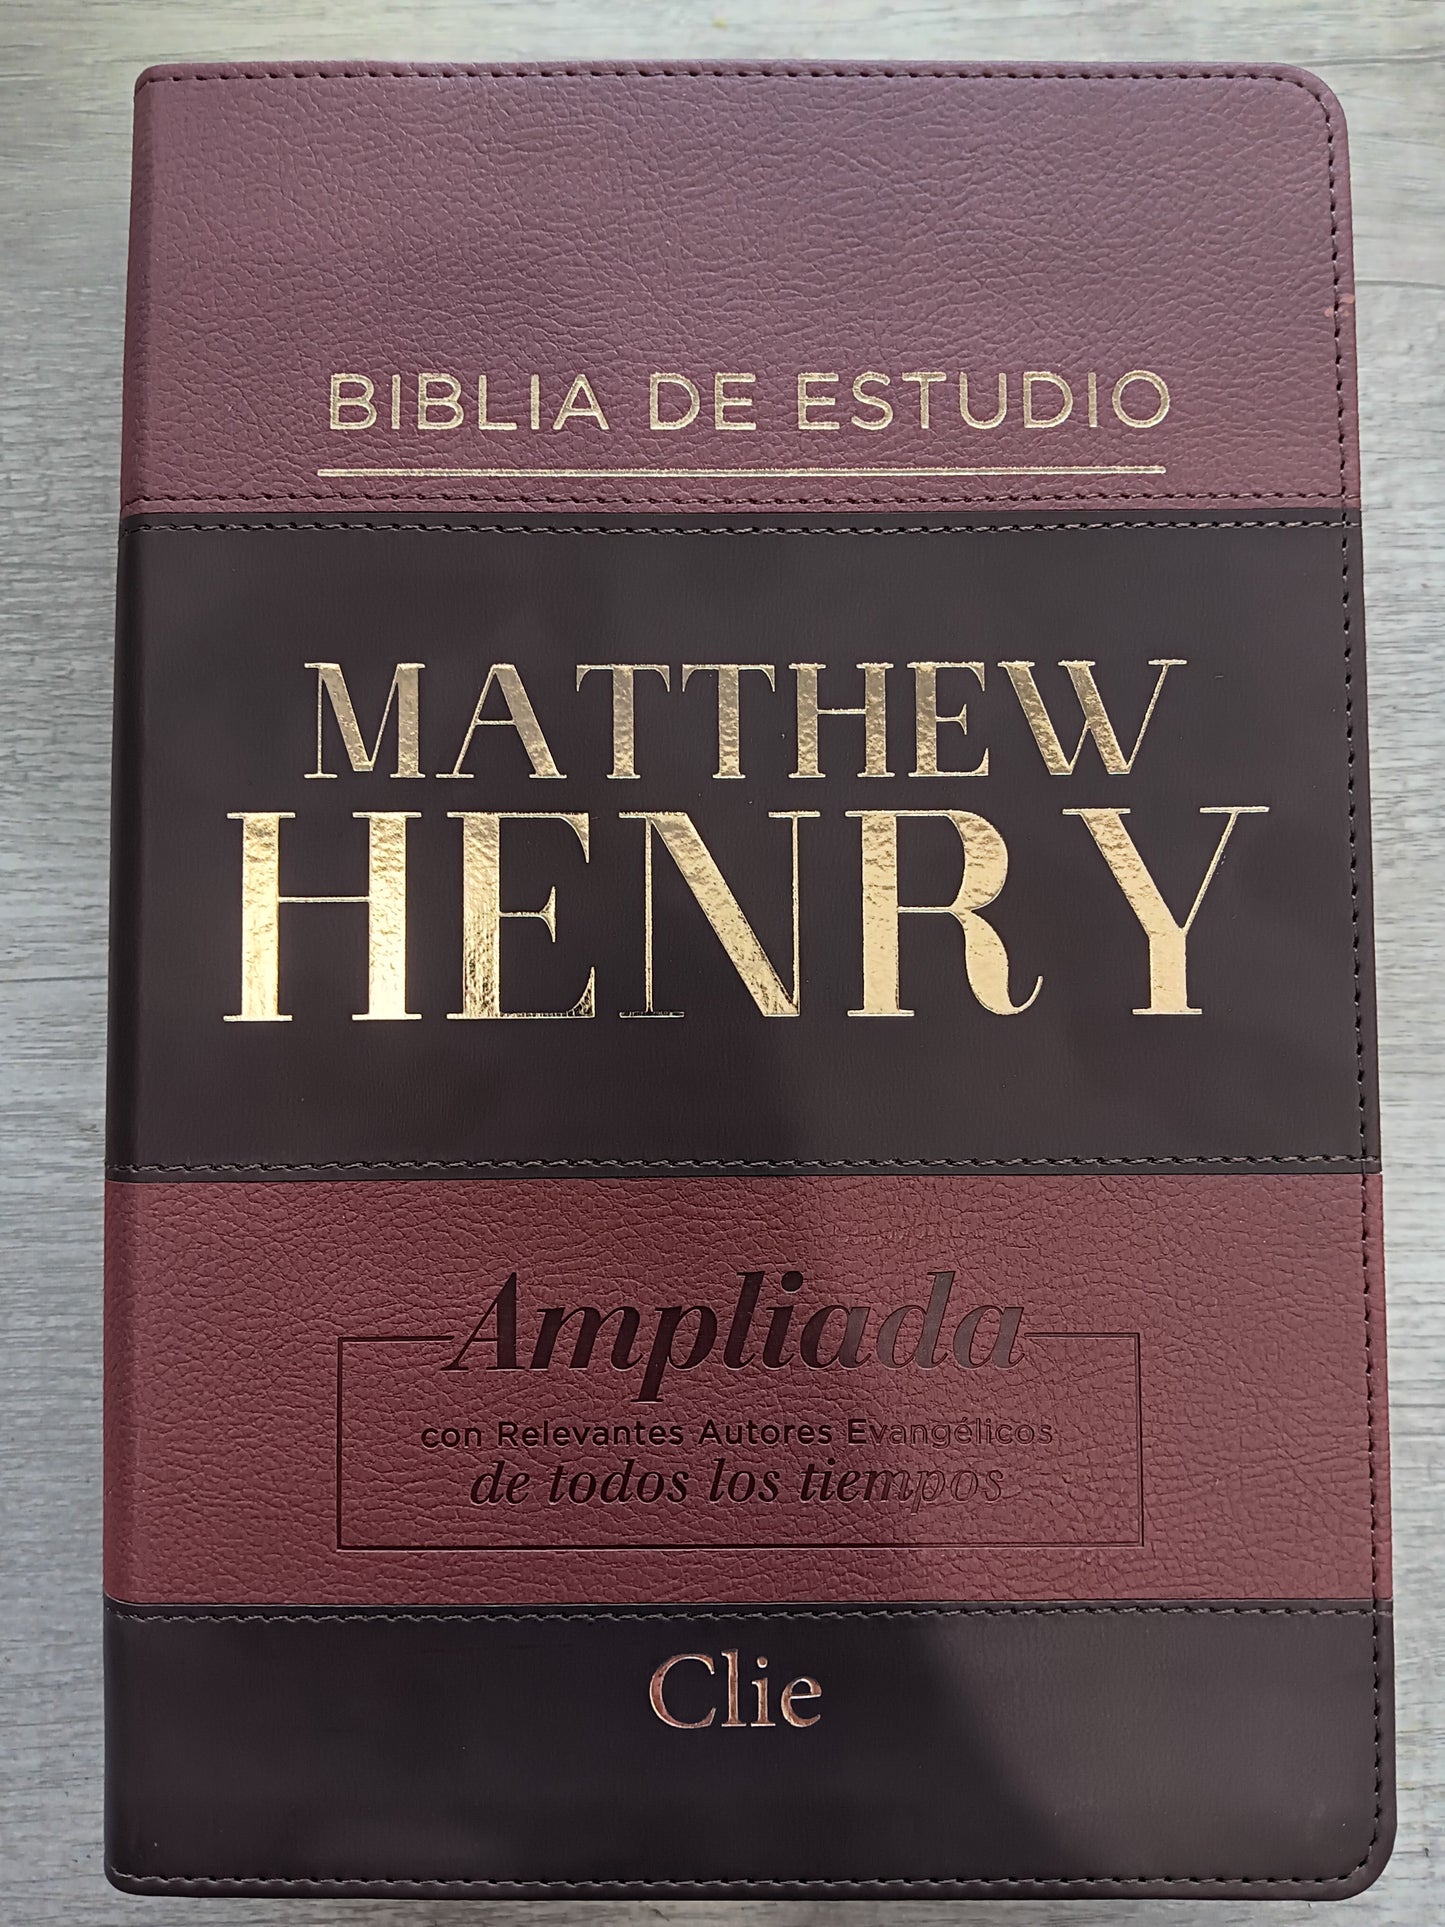 BIBLIA DE ESTUDIO
MATTHEW
HENRY
Ampliada
con Relevantes Autores Evangélicos
de todos los tiempos
Clie